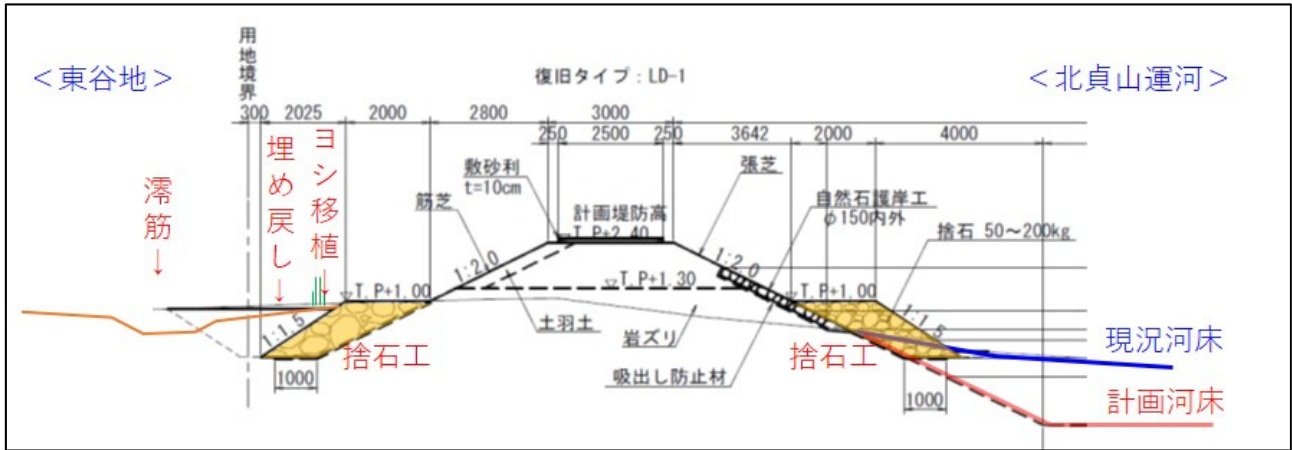 用地境界
＜東谷地＞
復旧タイプ：LD-1
＜北貞山運河＞
300 2025 2000 2800 3000
250 2500 250 3642 2000 4000
澪筋
↓
埋め戻し
↓
ヨシ移植
↓
敷砂利
t=10cm
筋芝
計画堤防高
▽T.P+2.40
張芝
自然石護岸工
φ150内外
捨石 50～200kg
1:2.0
1:2.0
▽T.P+1.30
▽T.P+1.00
▽T.P+1.00
1:1.5
1:1.5
土羽土
岩ズリ
捨石工
捨石工
吸出し防止材
現況河床
計画河床
1000
1000